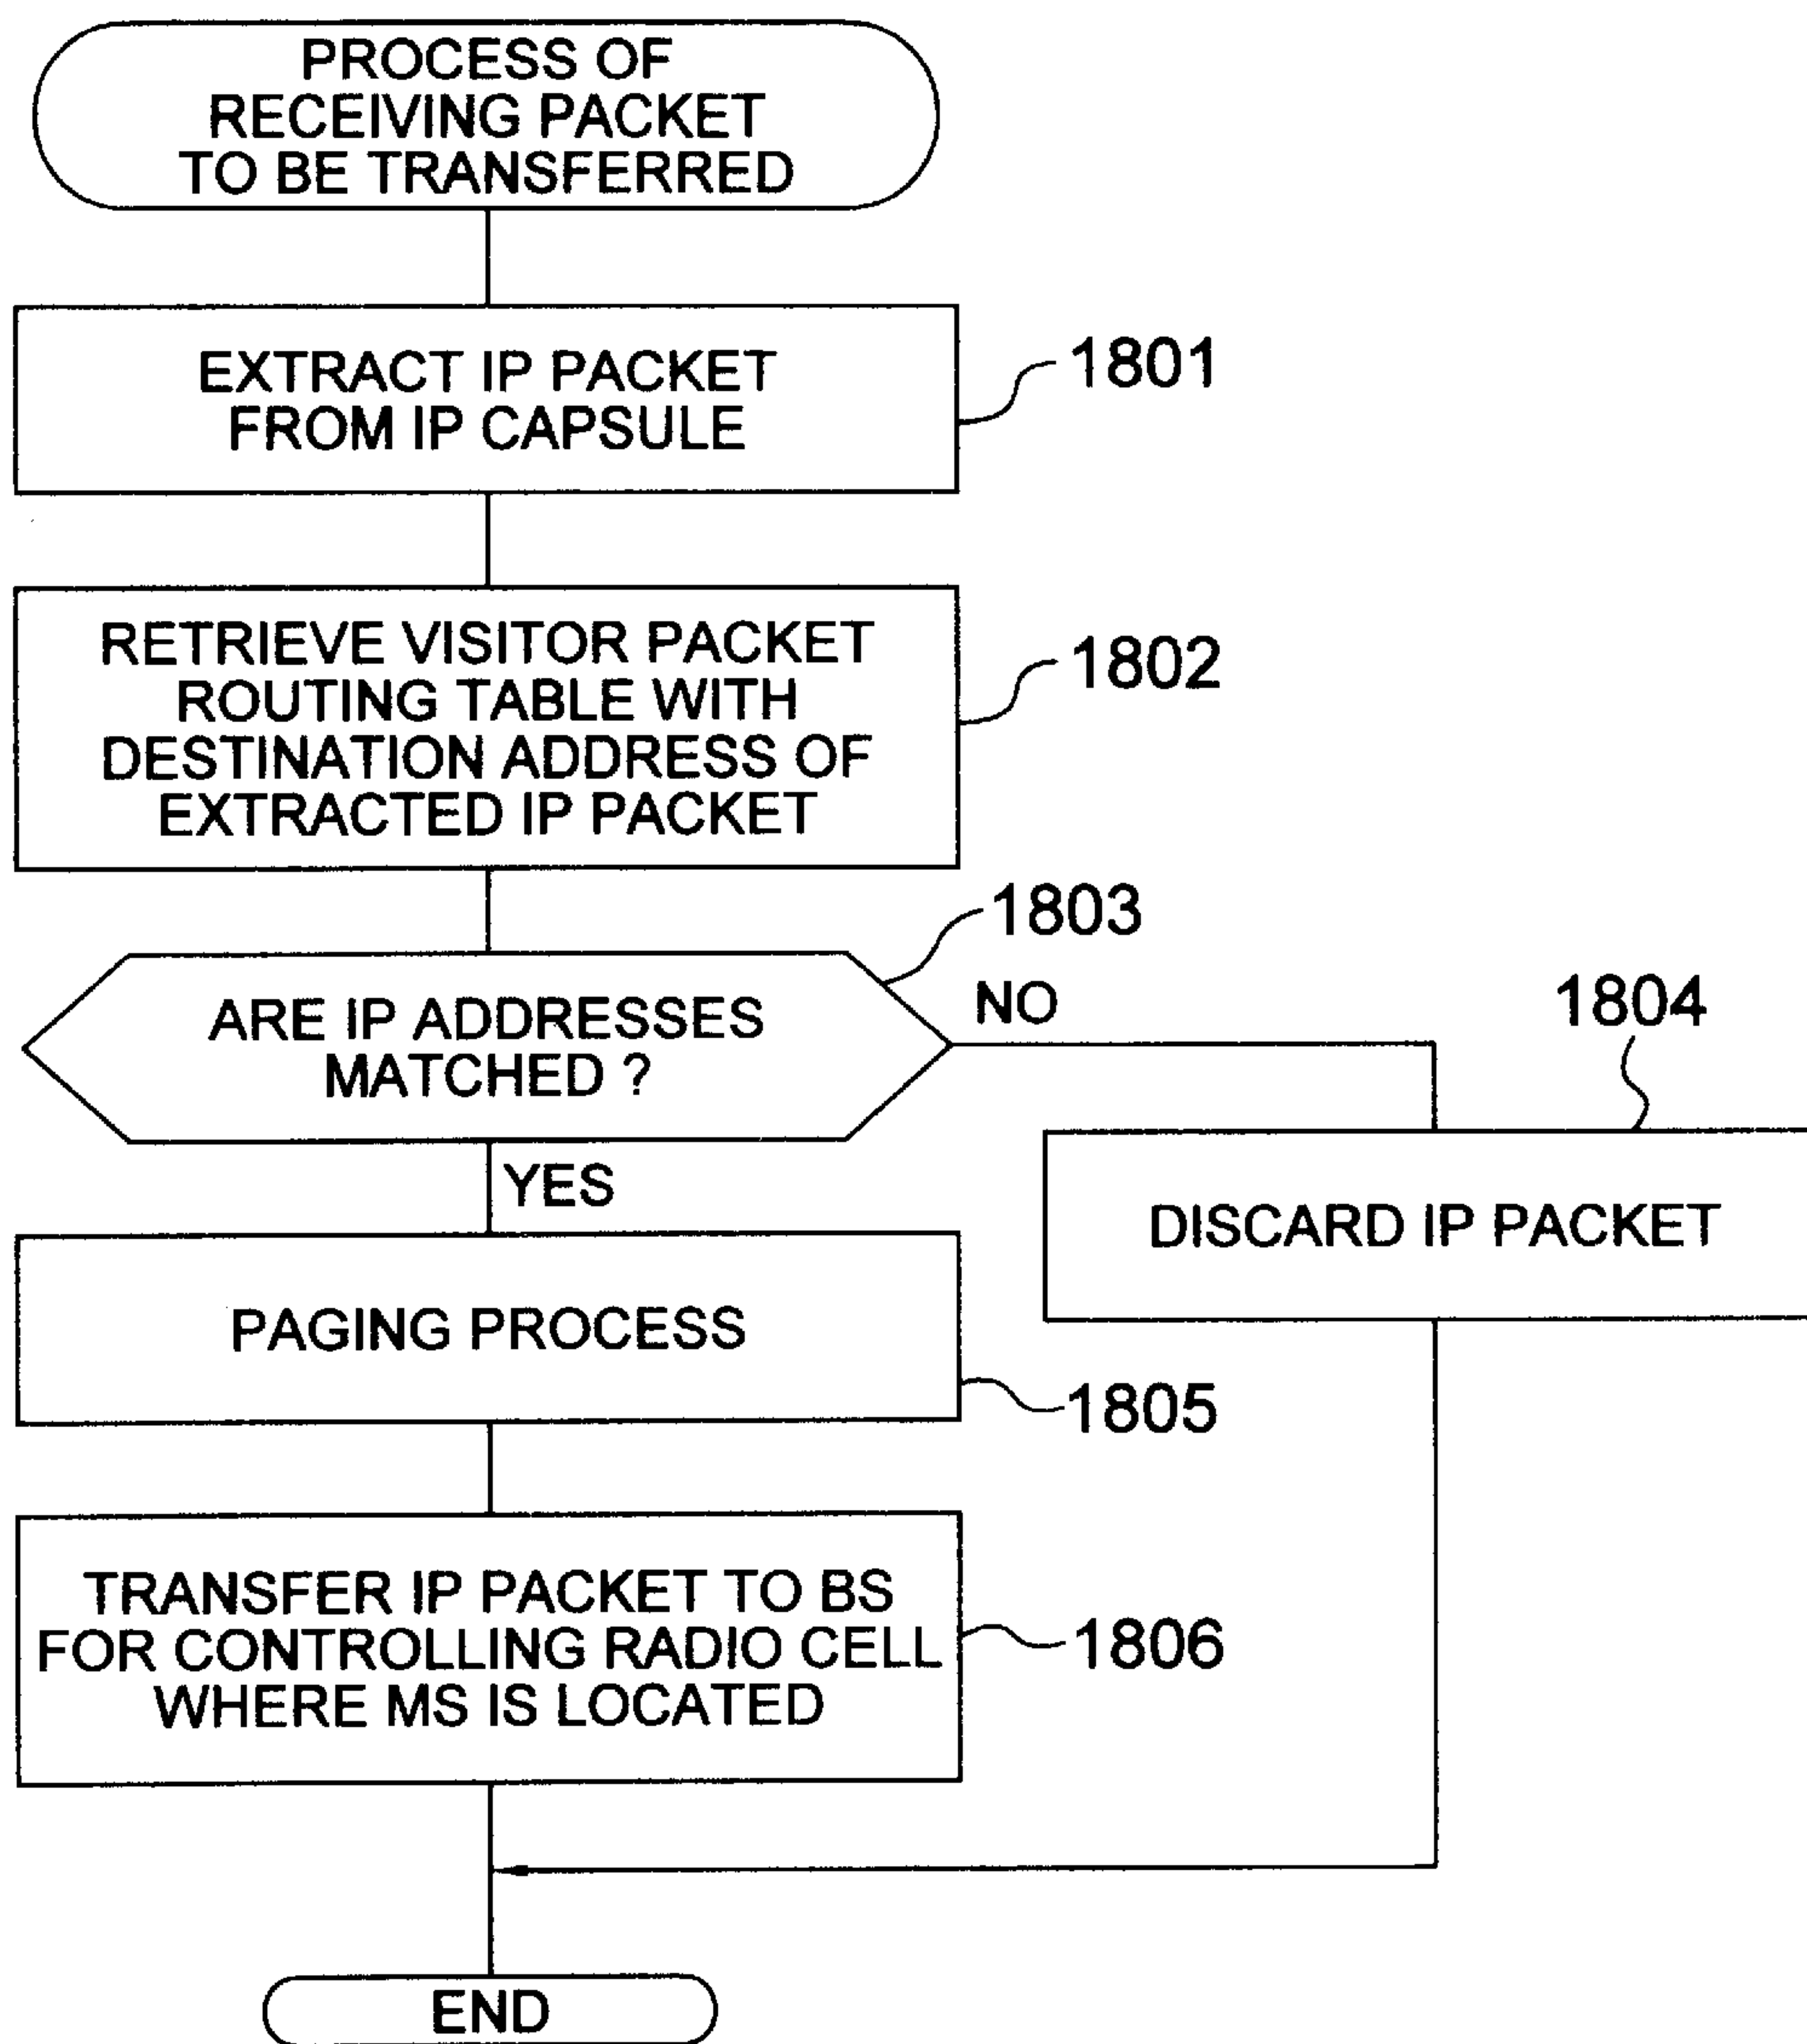 PROCESS OF
RECEIVING PACKET
TO BE TRANSFERRED
EXTRACT IP PACKET
FROM IP CAPSULE
1801
RETRIEVE VISITOR PACKET
ROUTING TABLE WITH
DESTINATION ADDRESS OF
EXTRACTED IP PACKET
1802
1803
ARE IP ADDRESSES
MATCHED ?
NO
1804
YES
DISCARD IP PACKET
PAGING PROCESS
1805
TRANSFER IP PACKET TO BS
FOR CONTROLLING RADIO CELL
WHERE MS IS LOCATED
1806
END